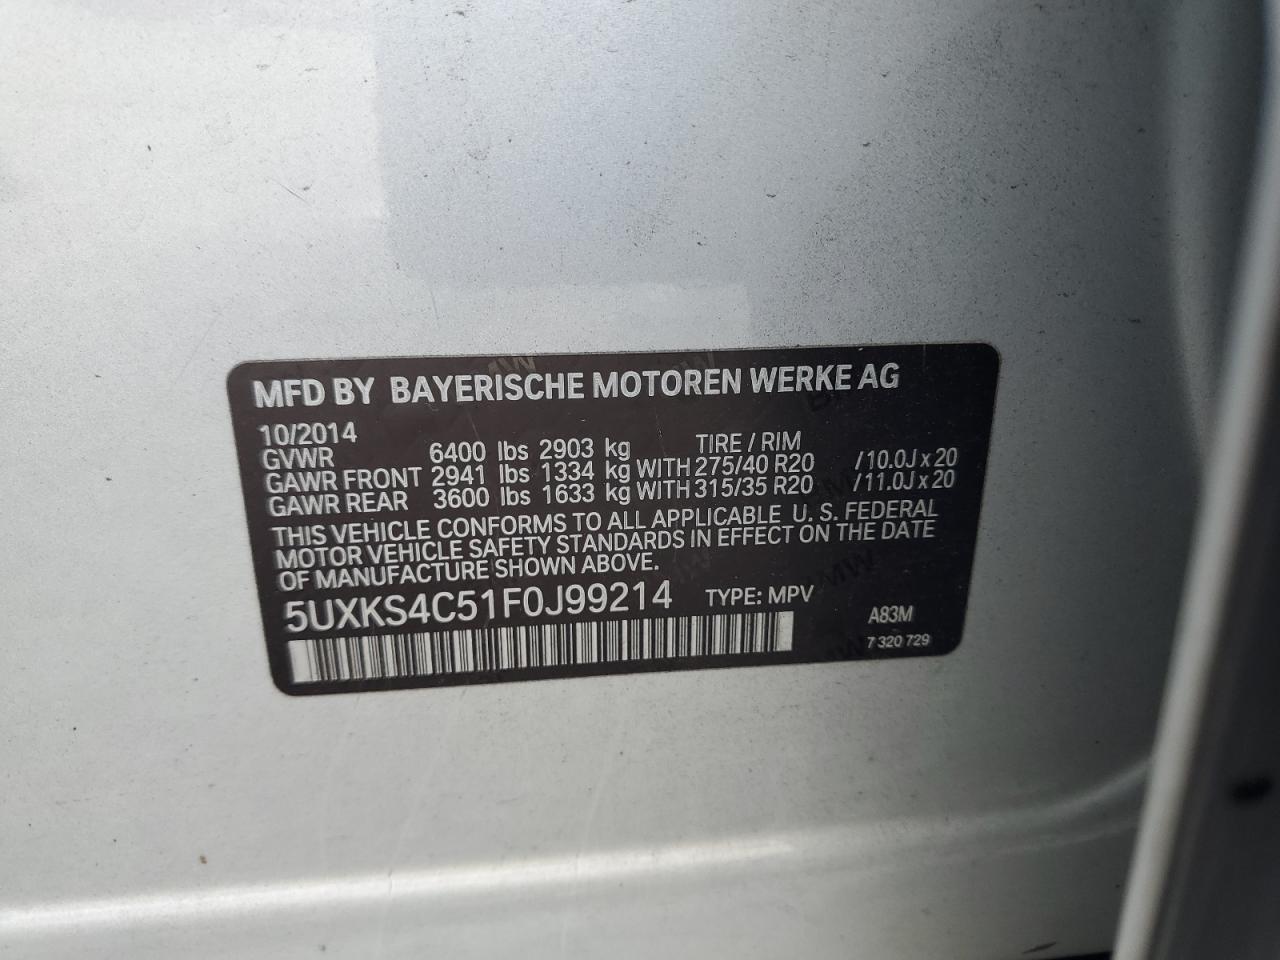 MFD BY BAYERISCHE MOTOREN WERKE AG
10/2014
GVWR 6400 lbs 2903 kg TIRE / RIM
GAWR FRONT 2941 lbs 1334 kg WITH 275/40 R20 /10.0J x 20
GAWR REAR 3600 lbs 1633 kg WITH 315/35 R20 /11.0J x 20
THIS VEHICLE CONFORMS TO ALL APPLICABLE U. S. FEDERAL
MOTOR VEHICLE SAFETY STANDARDS IN EFFECT ON THE DATE
OF MANUFACTURE SHOWN ABOVE.
5UXKS4C51F0J99214 TYPE: MPV
A83M
7 320 729